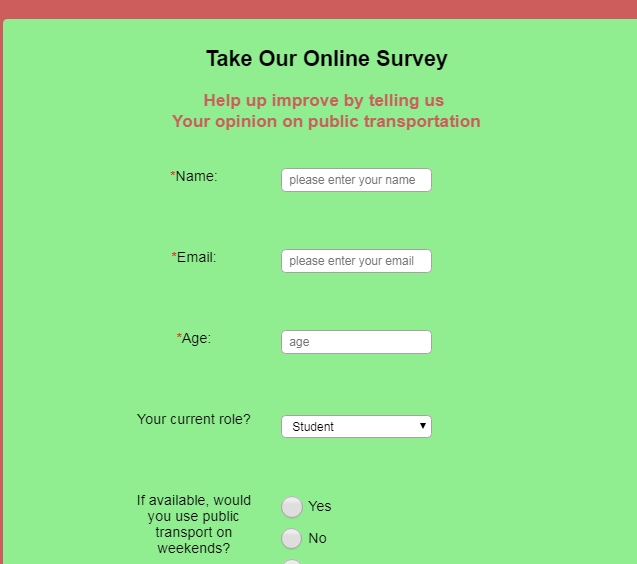 Take Our Online Survey
Help up improve by telling us
Your opinion on public transportation
*Name:
please enter your name
*Email:
please enter your email
*Age:
age
Your current role?
Student
If available, would
you use public
transport on
weekends?
Yes
No